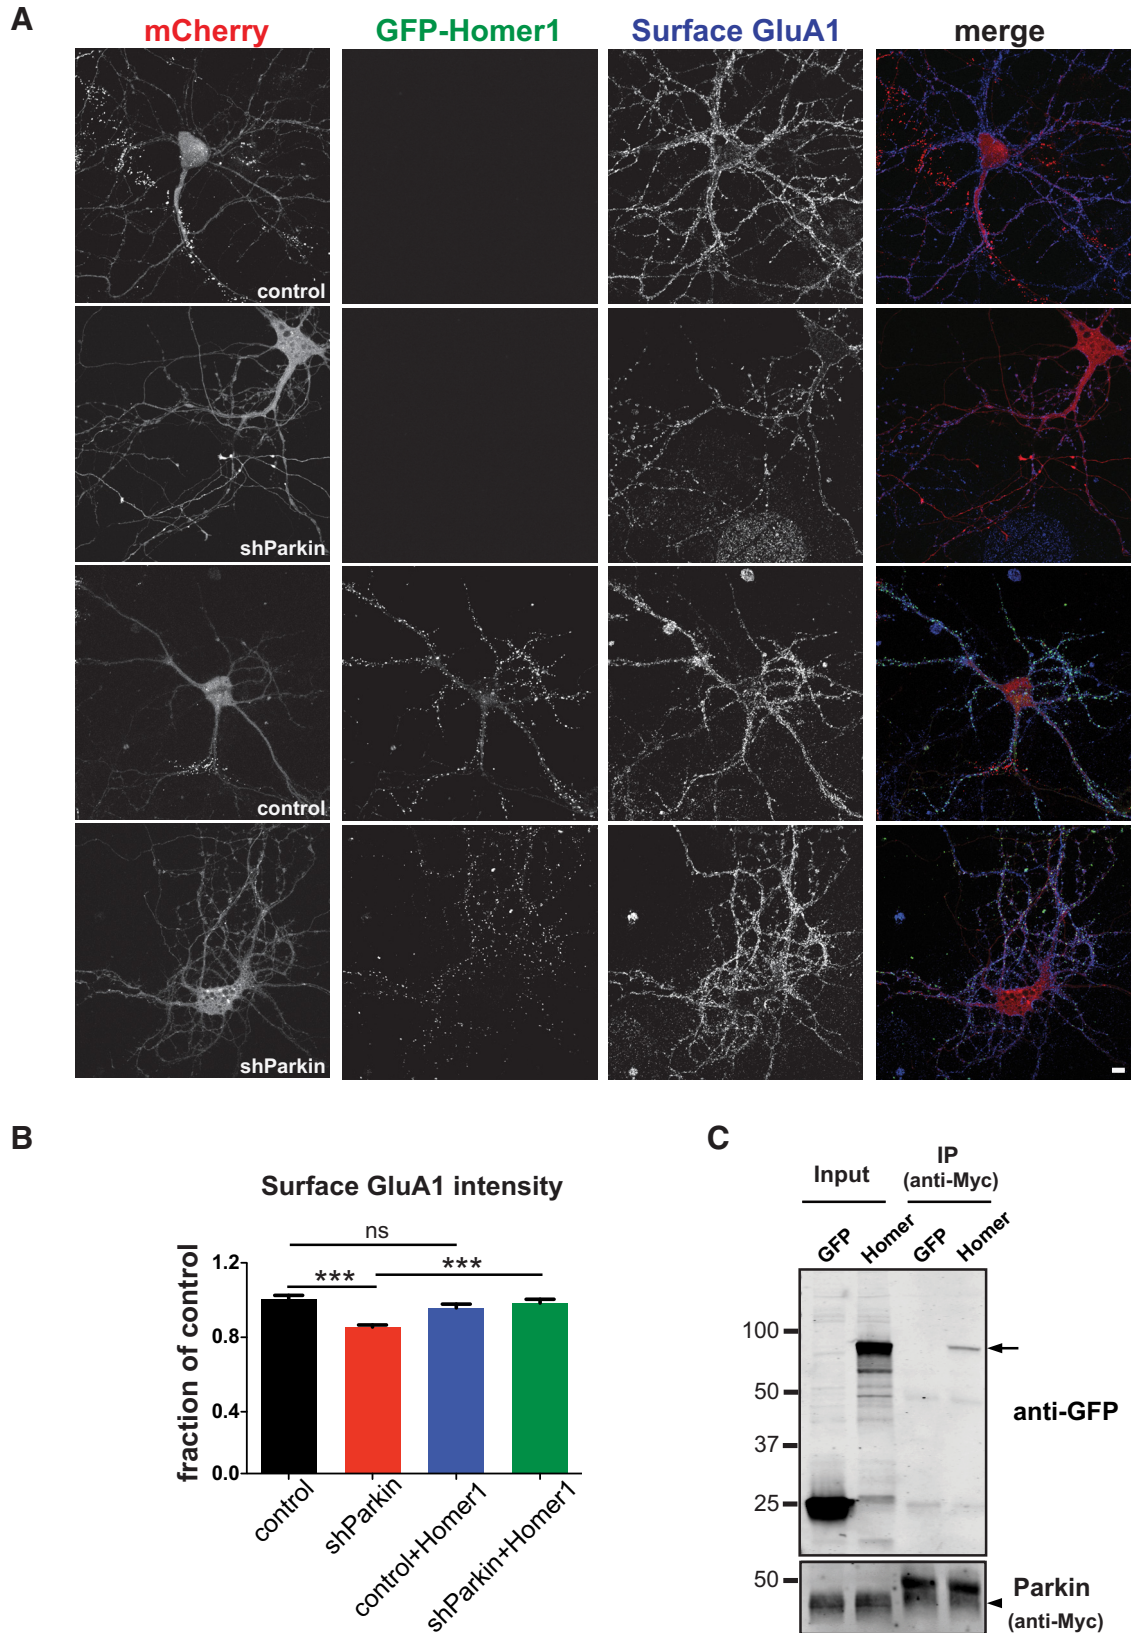 A
mCherry GFP-Homer1 Surface GluA1 merge
control
shParkin
control
shParkin
B
Surface GluA1 intensity
ns
*** ***
fraction of control
1.2
0.8
0.4
0.0
control shParkin control+Homer1 shParkin+Homer1
C
Input IP
(anti-Myc)
GFP Homer GFP Homer
100
50
37
25
anti-GFP
50
Parkin
(anti-Myc)